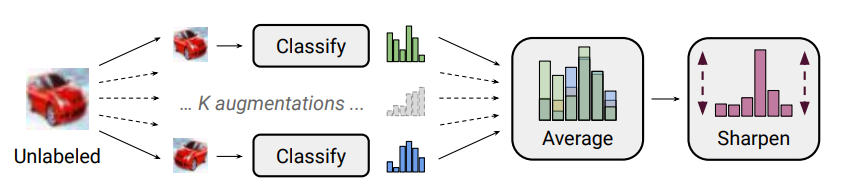 Classify
... K augmentations ...
Unlabeled
Classify
Average
Sharpen